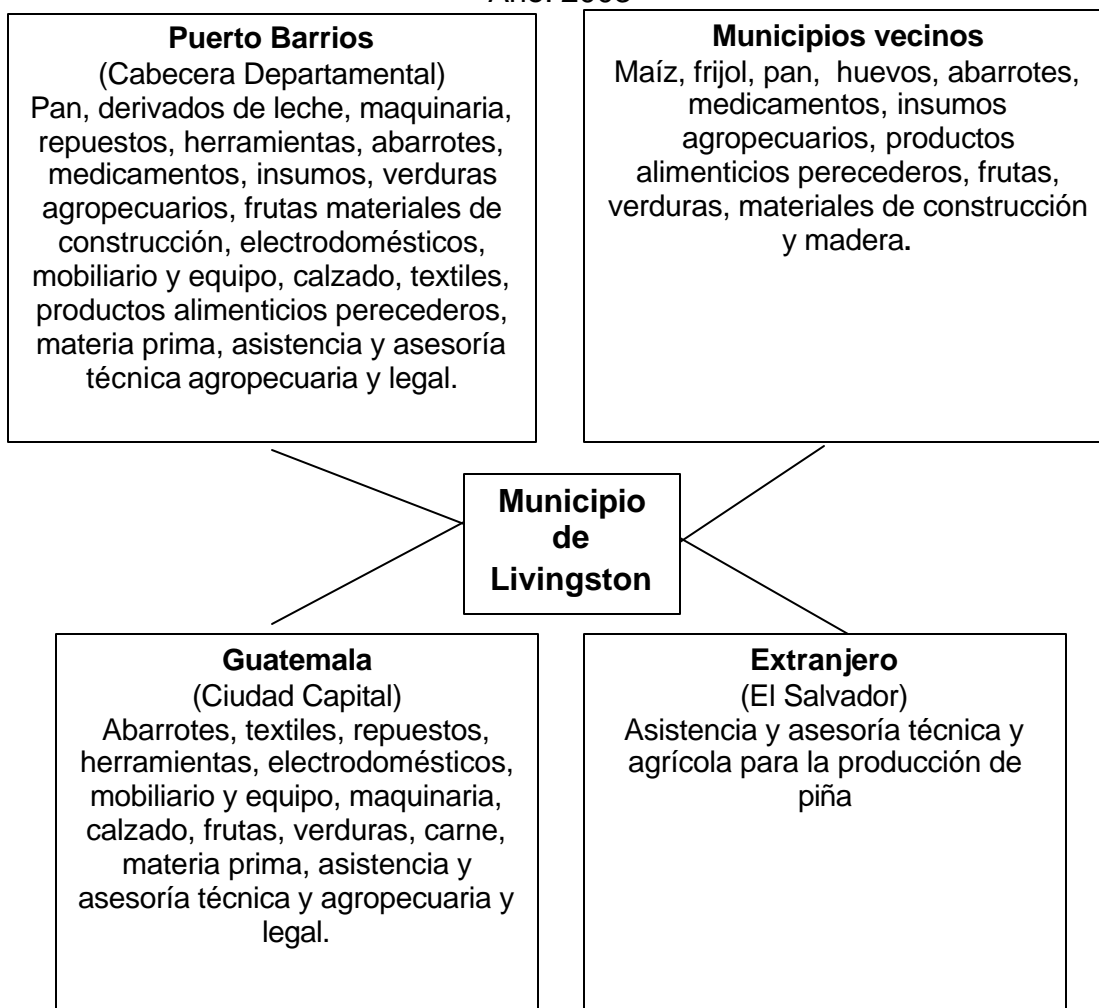 Puerto Barrios
(Cabecera Departamental)
Pan, derivados de leche, maquinaria,
repuestos, herramientas, abarrotes,
medicamentos, insumos, verduras
agropecuarios, frutas materiales de
construcción, electrodomésticos,
mobiliario y equipo, calzado, textiles,
productos alimenticios perecederos,
materia prima, asistencia y asesoría
técnica agropecuaria y legal.
Municipios vecinos
Maíz, frijol, pan, huevos, abarrotes,
medicamentos, insumos
agropecuarios, productos
alimenticios perecederos, frutas,
verduras, materiales de construcción
y madera.
Municipio
de
Livingston
Guatemala
(Ciudad Capital)
Abarrotes, textiles, repuestos,
herramientas, electrodomésticos,
mobiliario y equipo, maquinaria,
calzado, frutas, verduras, carne,
materia prima, asistencia y
asesoría técnica y agropecuaria y
legal.
Extranjero
(El Salvador)
Asistencia y asesoría técnica y
agrícola para la producción de
piña